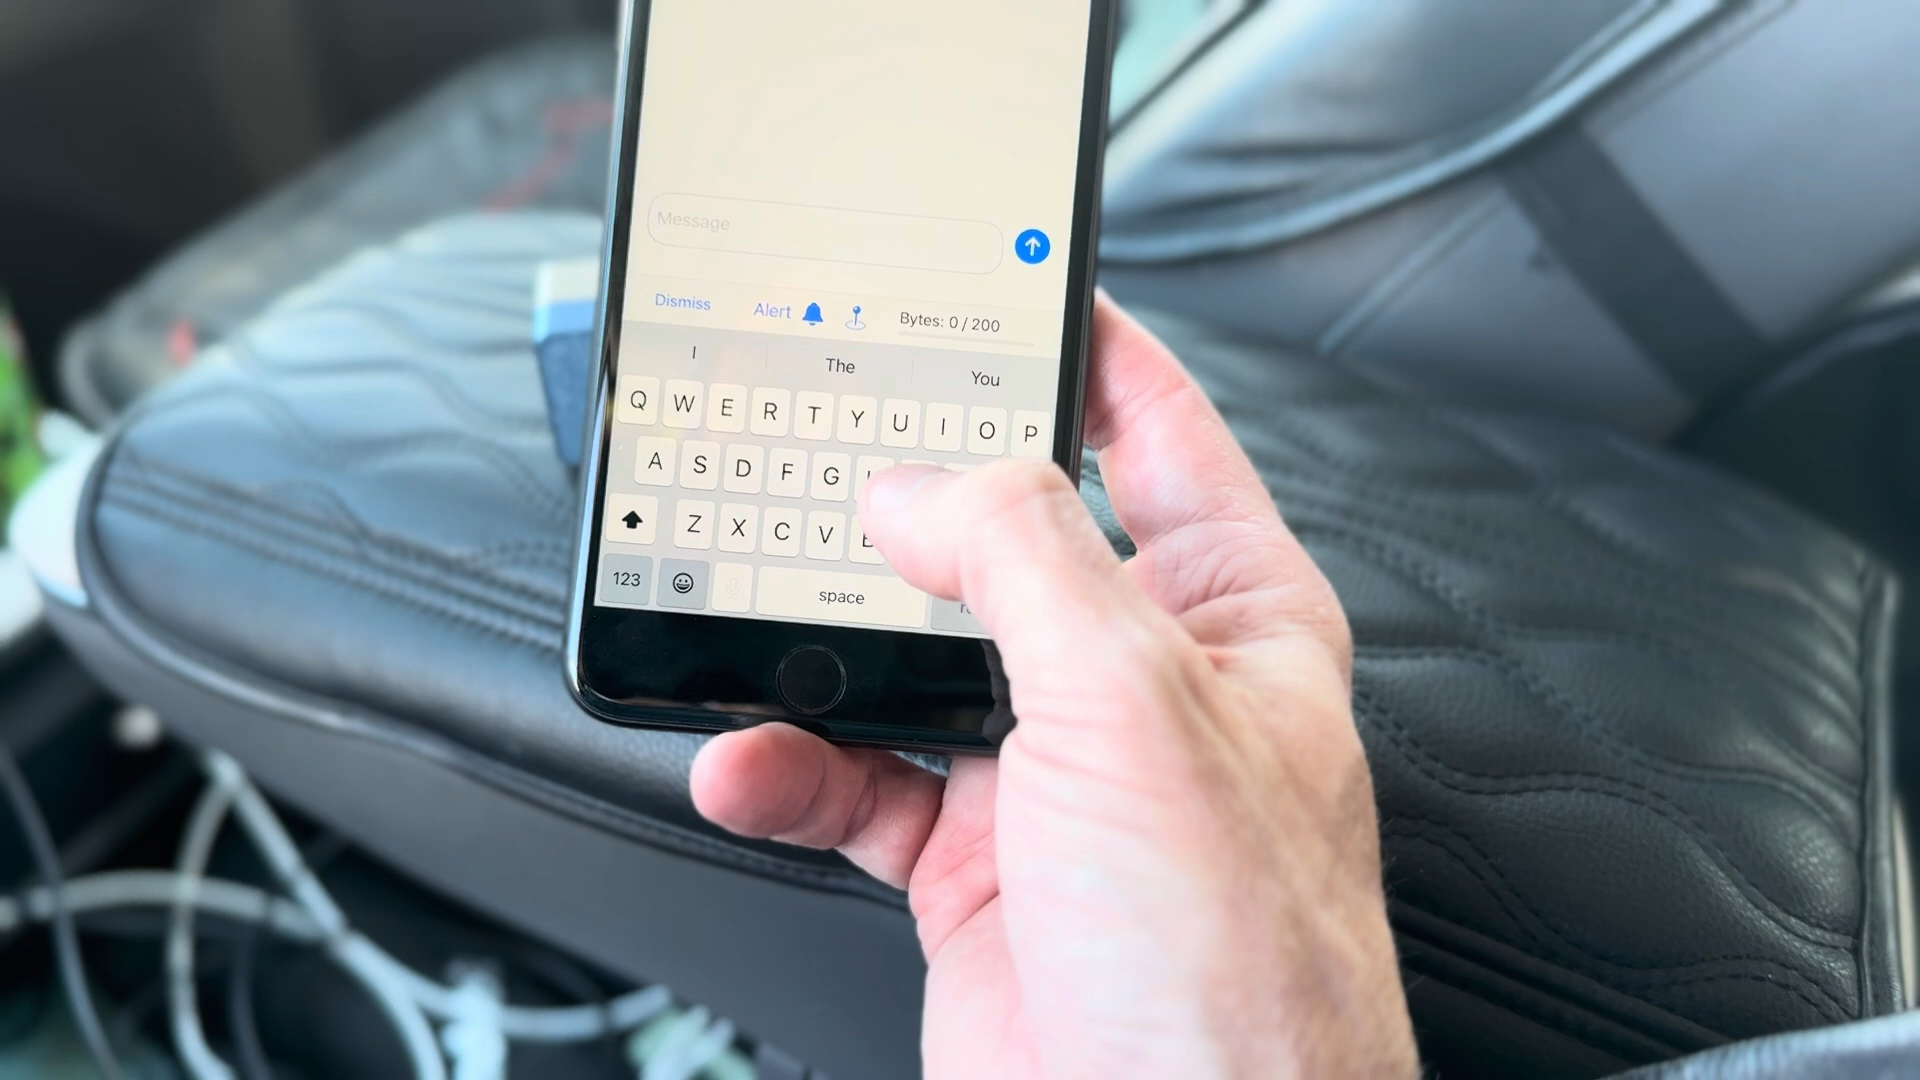 Message
Dismiss Alert Bytes: 0 / 200
I The You
Q W E R T Y U I O P
A S D F G
Z X C V B
123 space